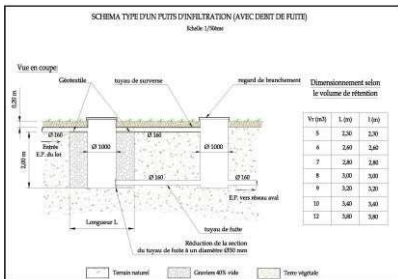 SCHEMA TYPE D'UN PUITS D'INFILTRATION (AVEC DEBIT DE FUITE)
Echelle 1/50ème
Vue en coupe:
Géotextile
tuyau de surverse
regard de branchement
Dimensionnement selon
le volume de rétention
0,20 m
Ø 160
Ø 160
Entrée
E.P. du lot
Ø 1000
Ø 1000
2,00 m
Ø 160
Ø 160
E.P. vers réseau aval
Longueur L
tuyau de fuite
Réduction de la section
du tuyau de fuite à un diamètre Ø50 mm
Vr (m3) L (m) l (m)
5 2,30 2,30
6 2,60 2,60
7 2,80 2,80
8 3,00 3,00
9 3,20 3,20
10 3,40 3,40
12 3,80 3,80
Terrain naturel
Graviers 40% vide
Terre végétale